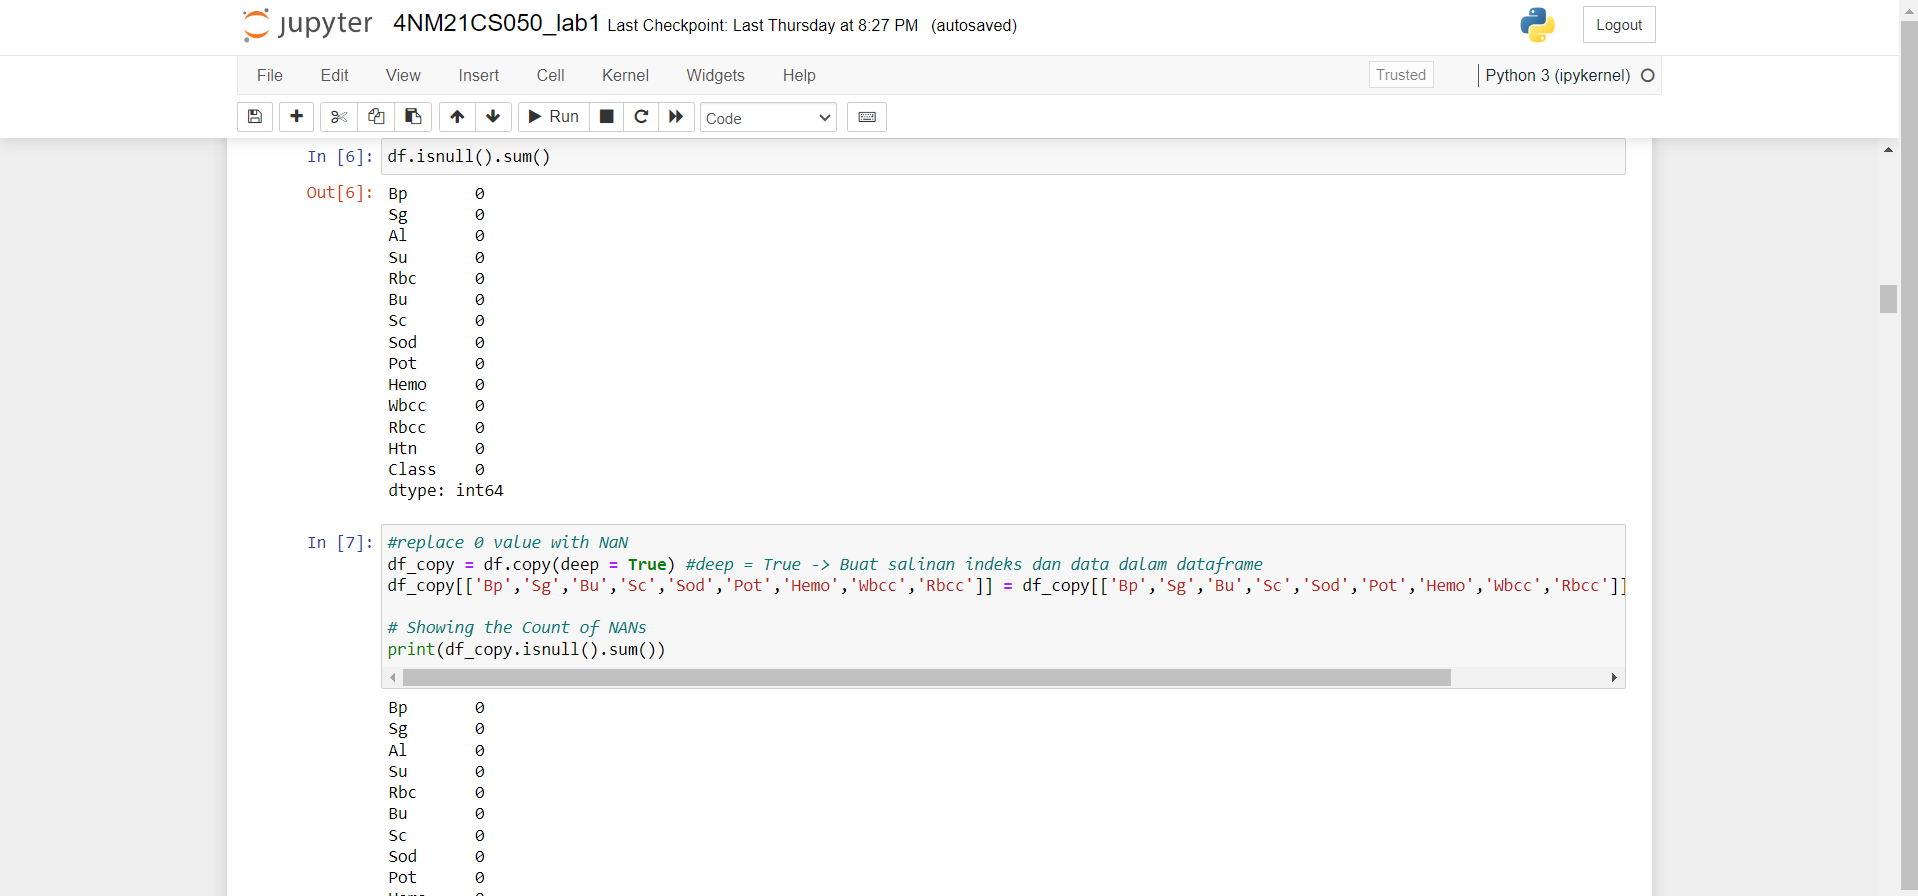 jupyter 4NM21CS050_lab1 Last Checkpoint: Last Thursday at 8:27 PM (autosaved)
Logout
File Edit View Insert Cell Kernel Widgets Help
Trusted
Python 3 (ipykernel)
Run
Code
In [6]: df.isnull().sum()
Out[6]: Bp 0
Sg 0
Al 0
Su 0
Rbc 0
Bu 0
Sc 0
Sod 0
Pot 0
Hemo 0
Wbcc 0
Rbcc 0
Htn 0
Class 0
dtype: int64
In [7]: #replace 0 value with NaN
df_copy = df.copy(deep = True) #deep = True -> Buat salinan indeks dan data dalam dataframe
df_copy[['Bp','Sg','Bu','Sc','Sod','Pot','Hemo','Wbcc','Rbcc']] = df_copy[['Bp','Sg','Bu','Sc','Sod','Pot','Hemo','Wbcc','Rbcc']]
# Showing the Count of NANs
print(df_copy.isnull().sum())
Bp 0
Sg 0
Al 0
Su 0
Rbc 0
Bu 0
Sc 0
Sod 0
Pot 0